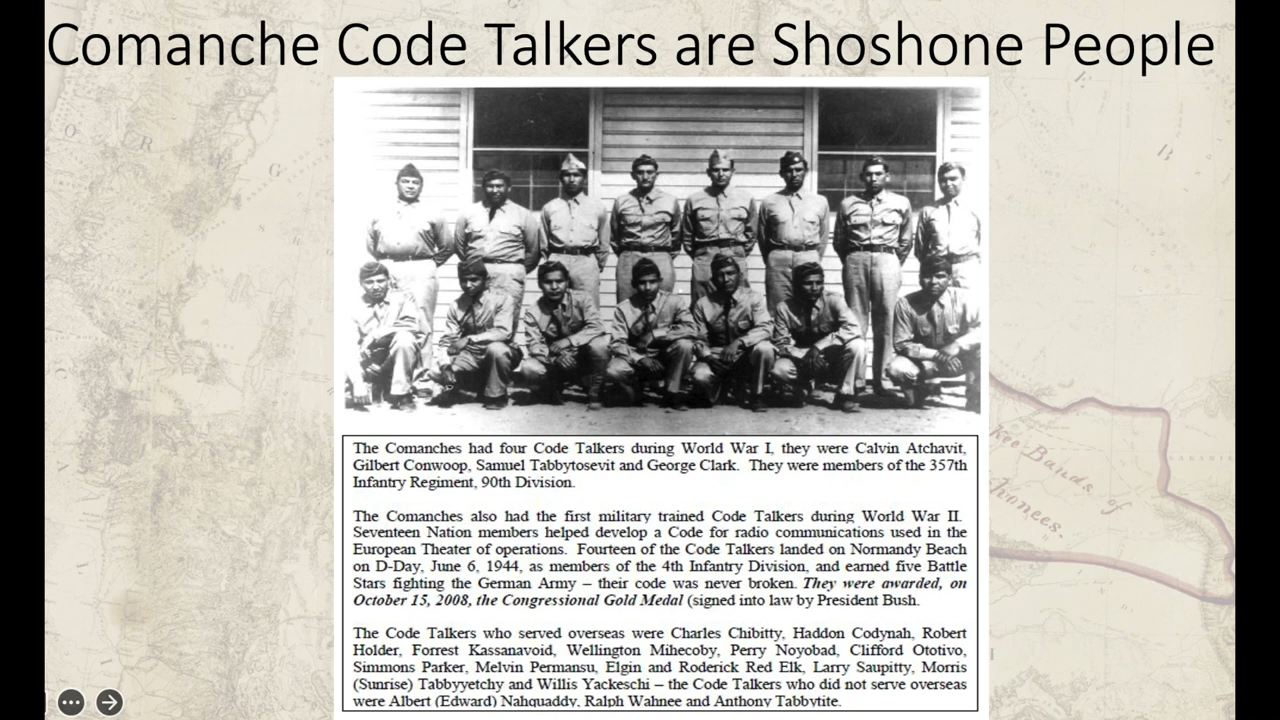 Comanche Code Talkers are Shoshone People
The Comanches had four Code Talkers during World War I, they were Calvin Atchavit,
Gilbert Conwoop, Samuel Tabbytosevit and George Clark. They were members of the 357th
Infantry Regiment, 90th Division.
The Comanches also had the first military trained Code Talkers during World War II.
Seventeen Nation members helped develop a Code for radio communications used in the
European Theater of operations. Fourteen of the Code Talkers landed on Normandy Beach
on D-Day, June 6, 1944, as members of the 4th Infantry Division, and earned five Battle
Stars fighting the German Army – their code was never broken. They were awarded, on
October 15, 2008, the Congressional Gold Medal (signed into law by President Bush.
The Code Talkers who served overseas were Charles Chibitty, Haddon Codynah, Robert
Holder, Forrest Kassanavoid, Wellington Mihecoby, Perry Noyobad, Clifford Ototivo,
Simmons Parker, Melvin Permansu, Elgin and Roderick Red Elk, Larry Saupitty, Morris
(Sunrise) Tabbyyetchy and Willis Yackeschi – the Code Talkers who did not serve overseas
were Albert (Edward) Nahquaddy, Ralph Wahnee and Anthony Tabbytite.
kee Bands of
honees.